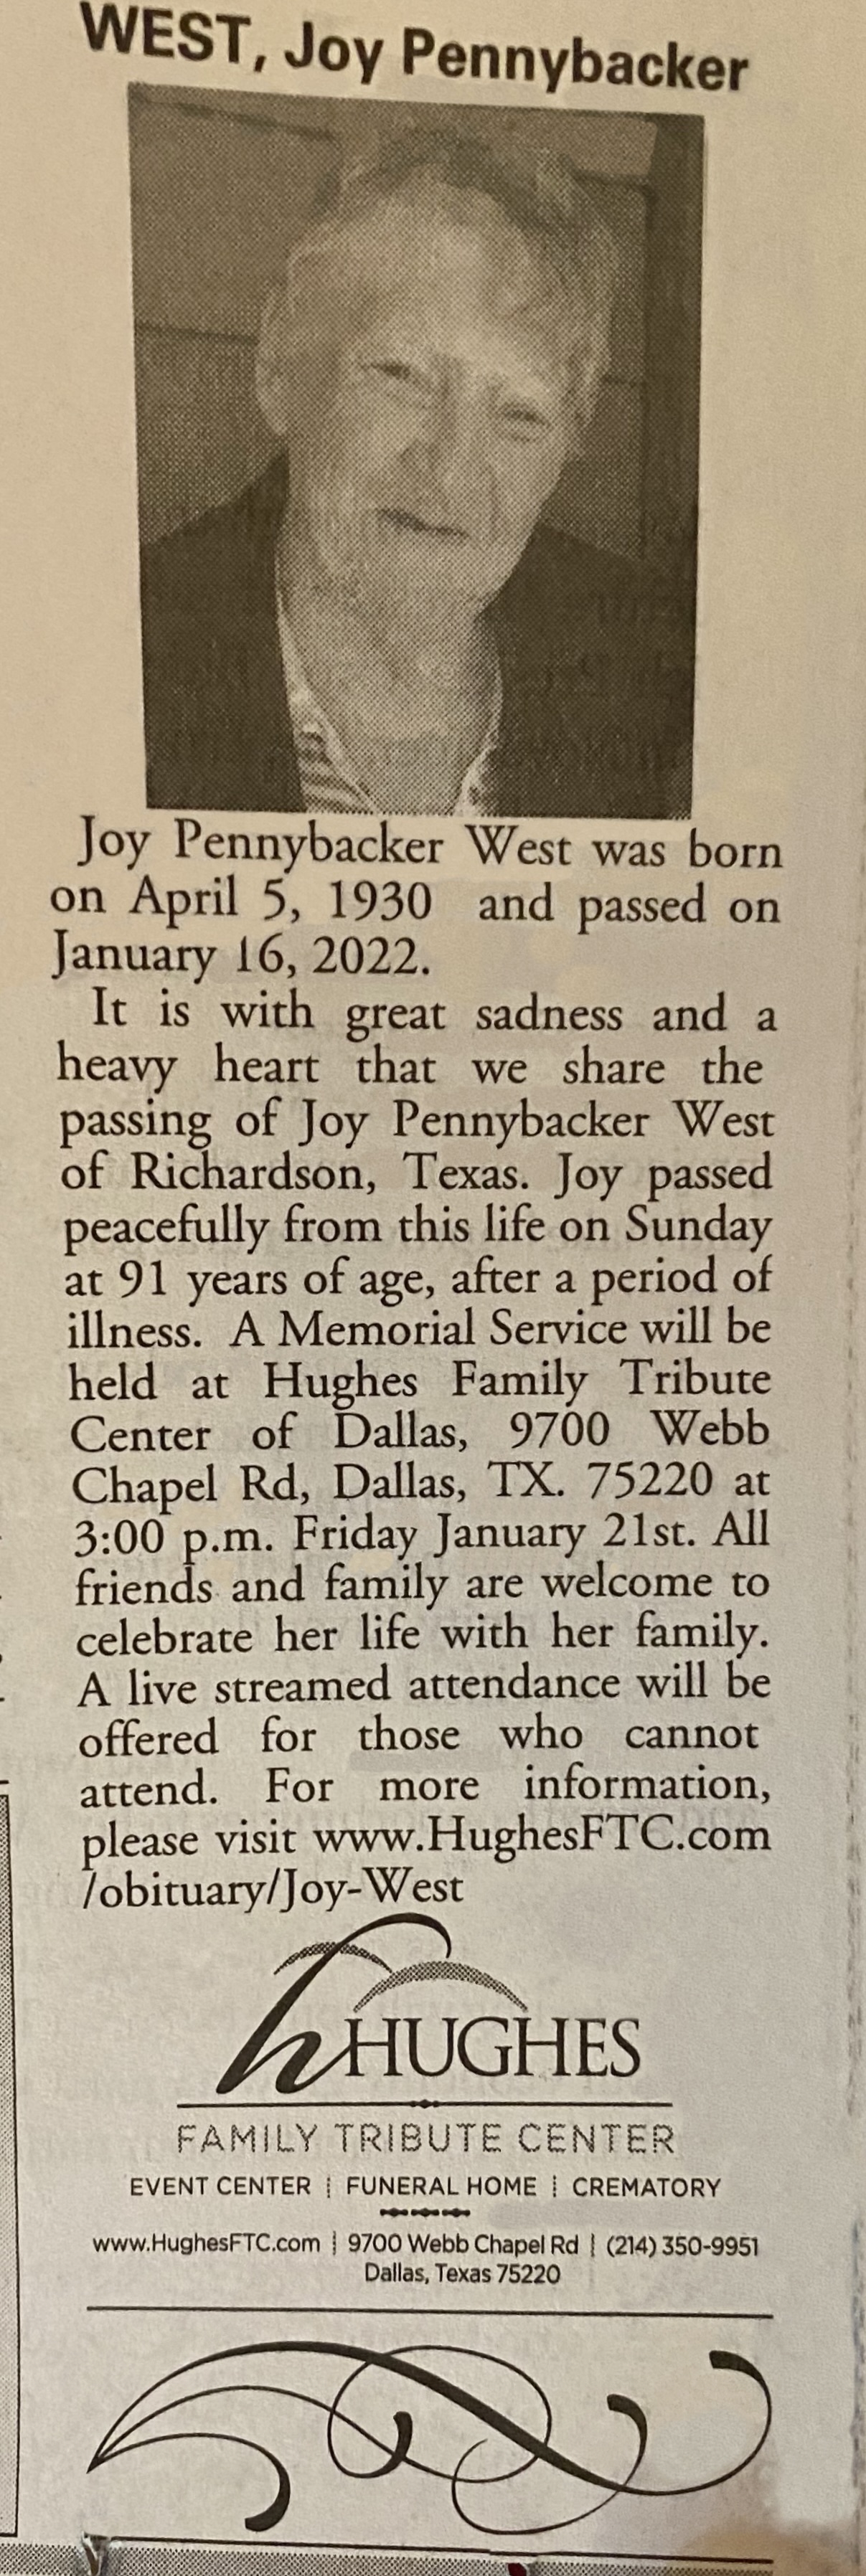 WEST, Joy Pennybacker
Joy Pennybacker West was born
on April 5, 1930 and passed on
January 16, 2022.
It is with great sadness and a
heavy heart that we share the
passing of Joy Pennybacker West
of Richardson, Texas. Joy passed
peacefully from this life on Sunday
at 91 years of age, after a period of
illness. A Memorial Service will be
held at Hughes Family Tribute
Center of Dallas, 9700 Webb
Chapel Rd, Dallas, TX. 75220 at
3:00 p.m. Friday January 21st. All
friends and family are welcome to
celebrate her life with her family.
A live streamed attendance will be
offered for those who cannot
attend. For more information,
please visit www.HughesFTC.com
/obituary/Joy-West
h HUGHES
FAMILY TRIBUTE CENTER
EVENT CENTER | FUNERAL HOME | CREMATORY
www.HughesFTC.com | 9700 Webb Chapel Rd | (214) 350-9951
Dallas, Texas 75220